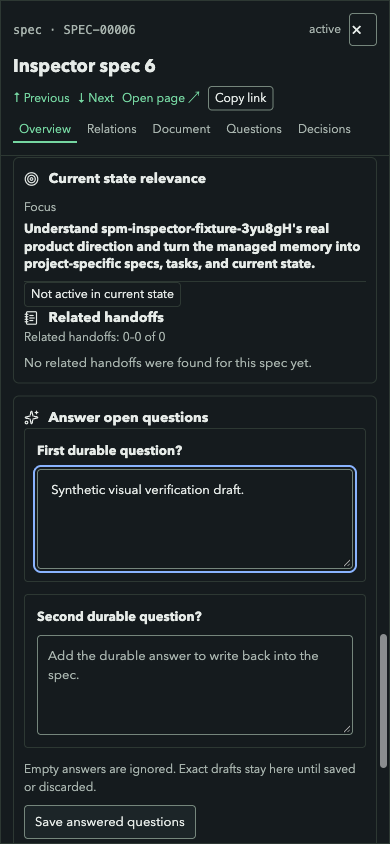 spec · SPEC-00006
active ×
Inspector spec 6
↑ Previous ↓ Next Open page ↗ Copy link
Overview Relations Document Questions Decisions
Current state relevance
Focus
Understand spm-inspector-fixture-3yu8gH's real
product direction and turn the managed memory into
project-specific specs, tasks, and current state.
Not active in current state
Related handoffs
Related handoffs: 0–0 of 0
No related handoffs were found for this spec yet.
Answer open questions
First durable question?
Synthetic visual verification draft.
Second durable question?
Add the durable answer to write back into the
spec.
Empty answers are ignored. Exact drafts stay here until saved
or discarded.
Save answered questions